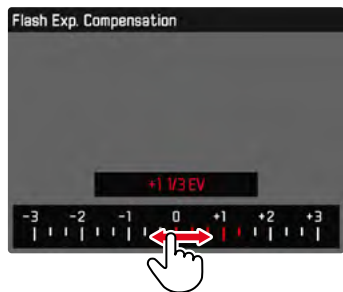 Flash Exp. Compensation
+1 1/3 EV
-3 -2 -1 0 +1 +2 +3